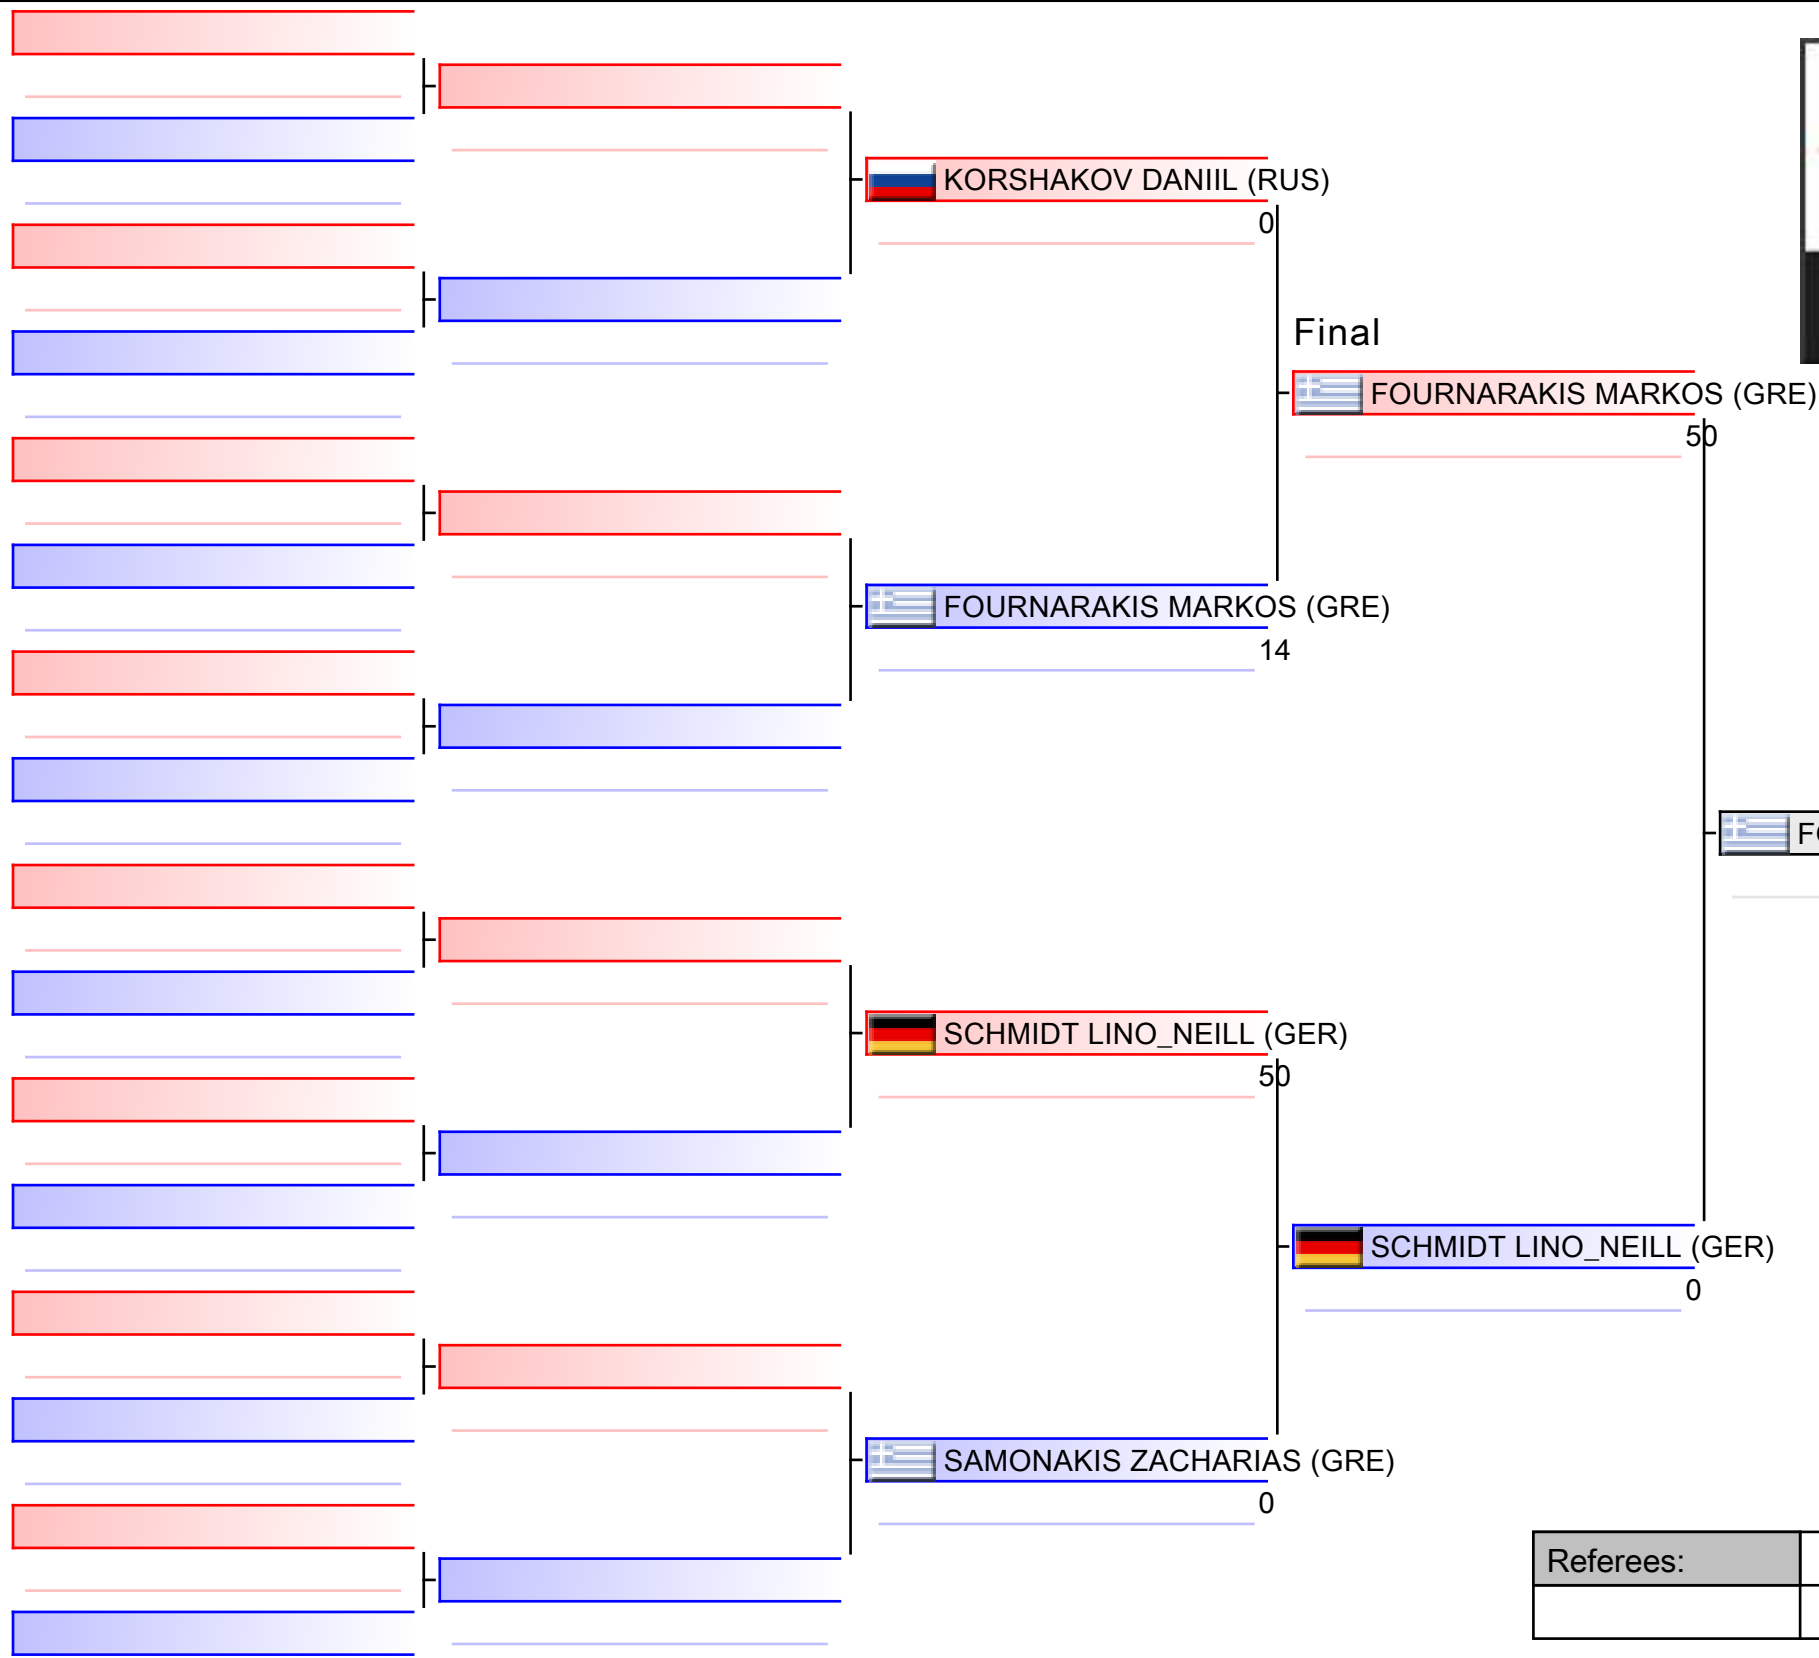 KORSHAKOV DANIIL (RUS)
0
Final
FOURNARAKIS MARKOS (GRE)
50
FOURNARAKIS MARKOS (GRE)
14
SCHMIDT LINO_NEILL (GER)
50
SCHMIDT LINO_NEILL (GER)
0
SAMONAKIS ZACHARIAS (GRE)
0
Referees: